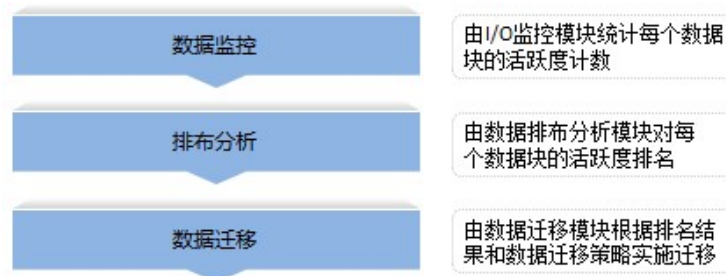 数据监控
由I/O监控模块统计每个数据
块的活跃度计数
排布分析
由数据排布分析模块对每
个数据块的活跃度排名
数据迁移
由数据迁移模块根据排名结
果和数据迁移策略实施迁移